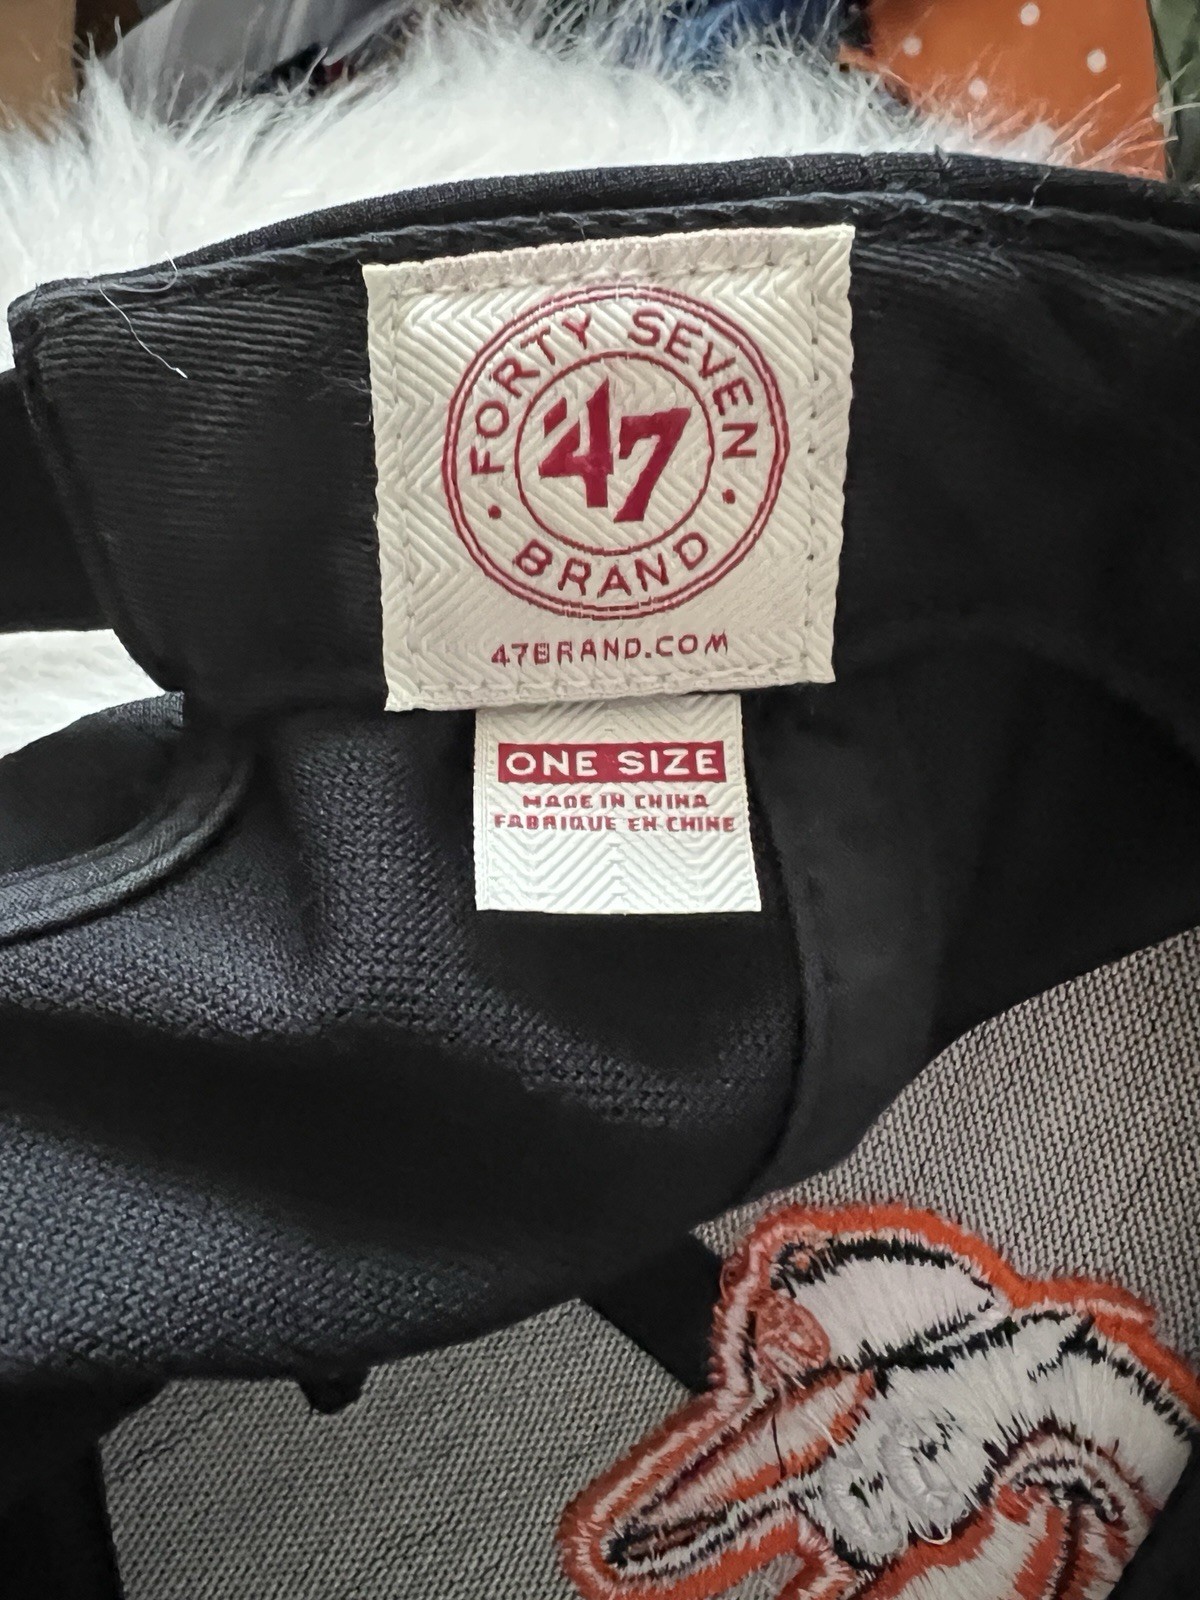 FORTY SEVEN
47
BRAND
47BRAND.COM
ONE SIZE
MADE IN CHINA
FABRIQUE EN CHINE